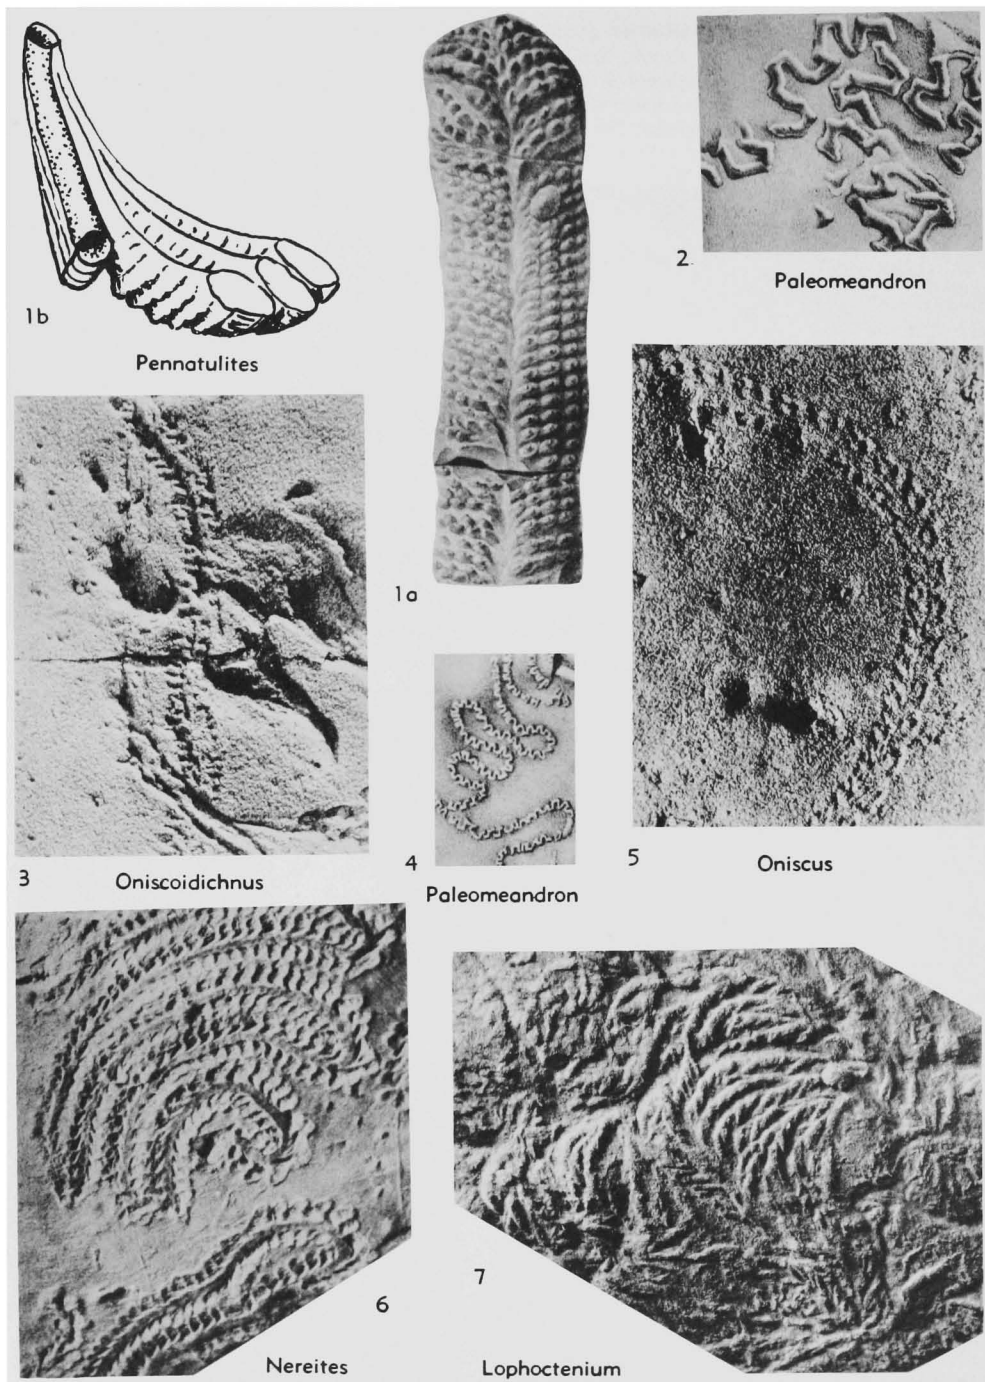 1b
Pennatulites
1a
2
Paleomeandron
3
Oniscoidichnus
4
Paleomeandron
5
Oniscus
6
Nereites
7
Lophoctenium